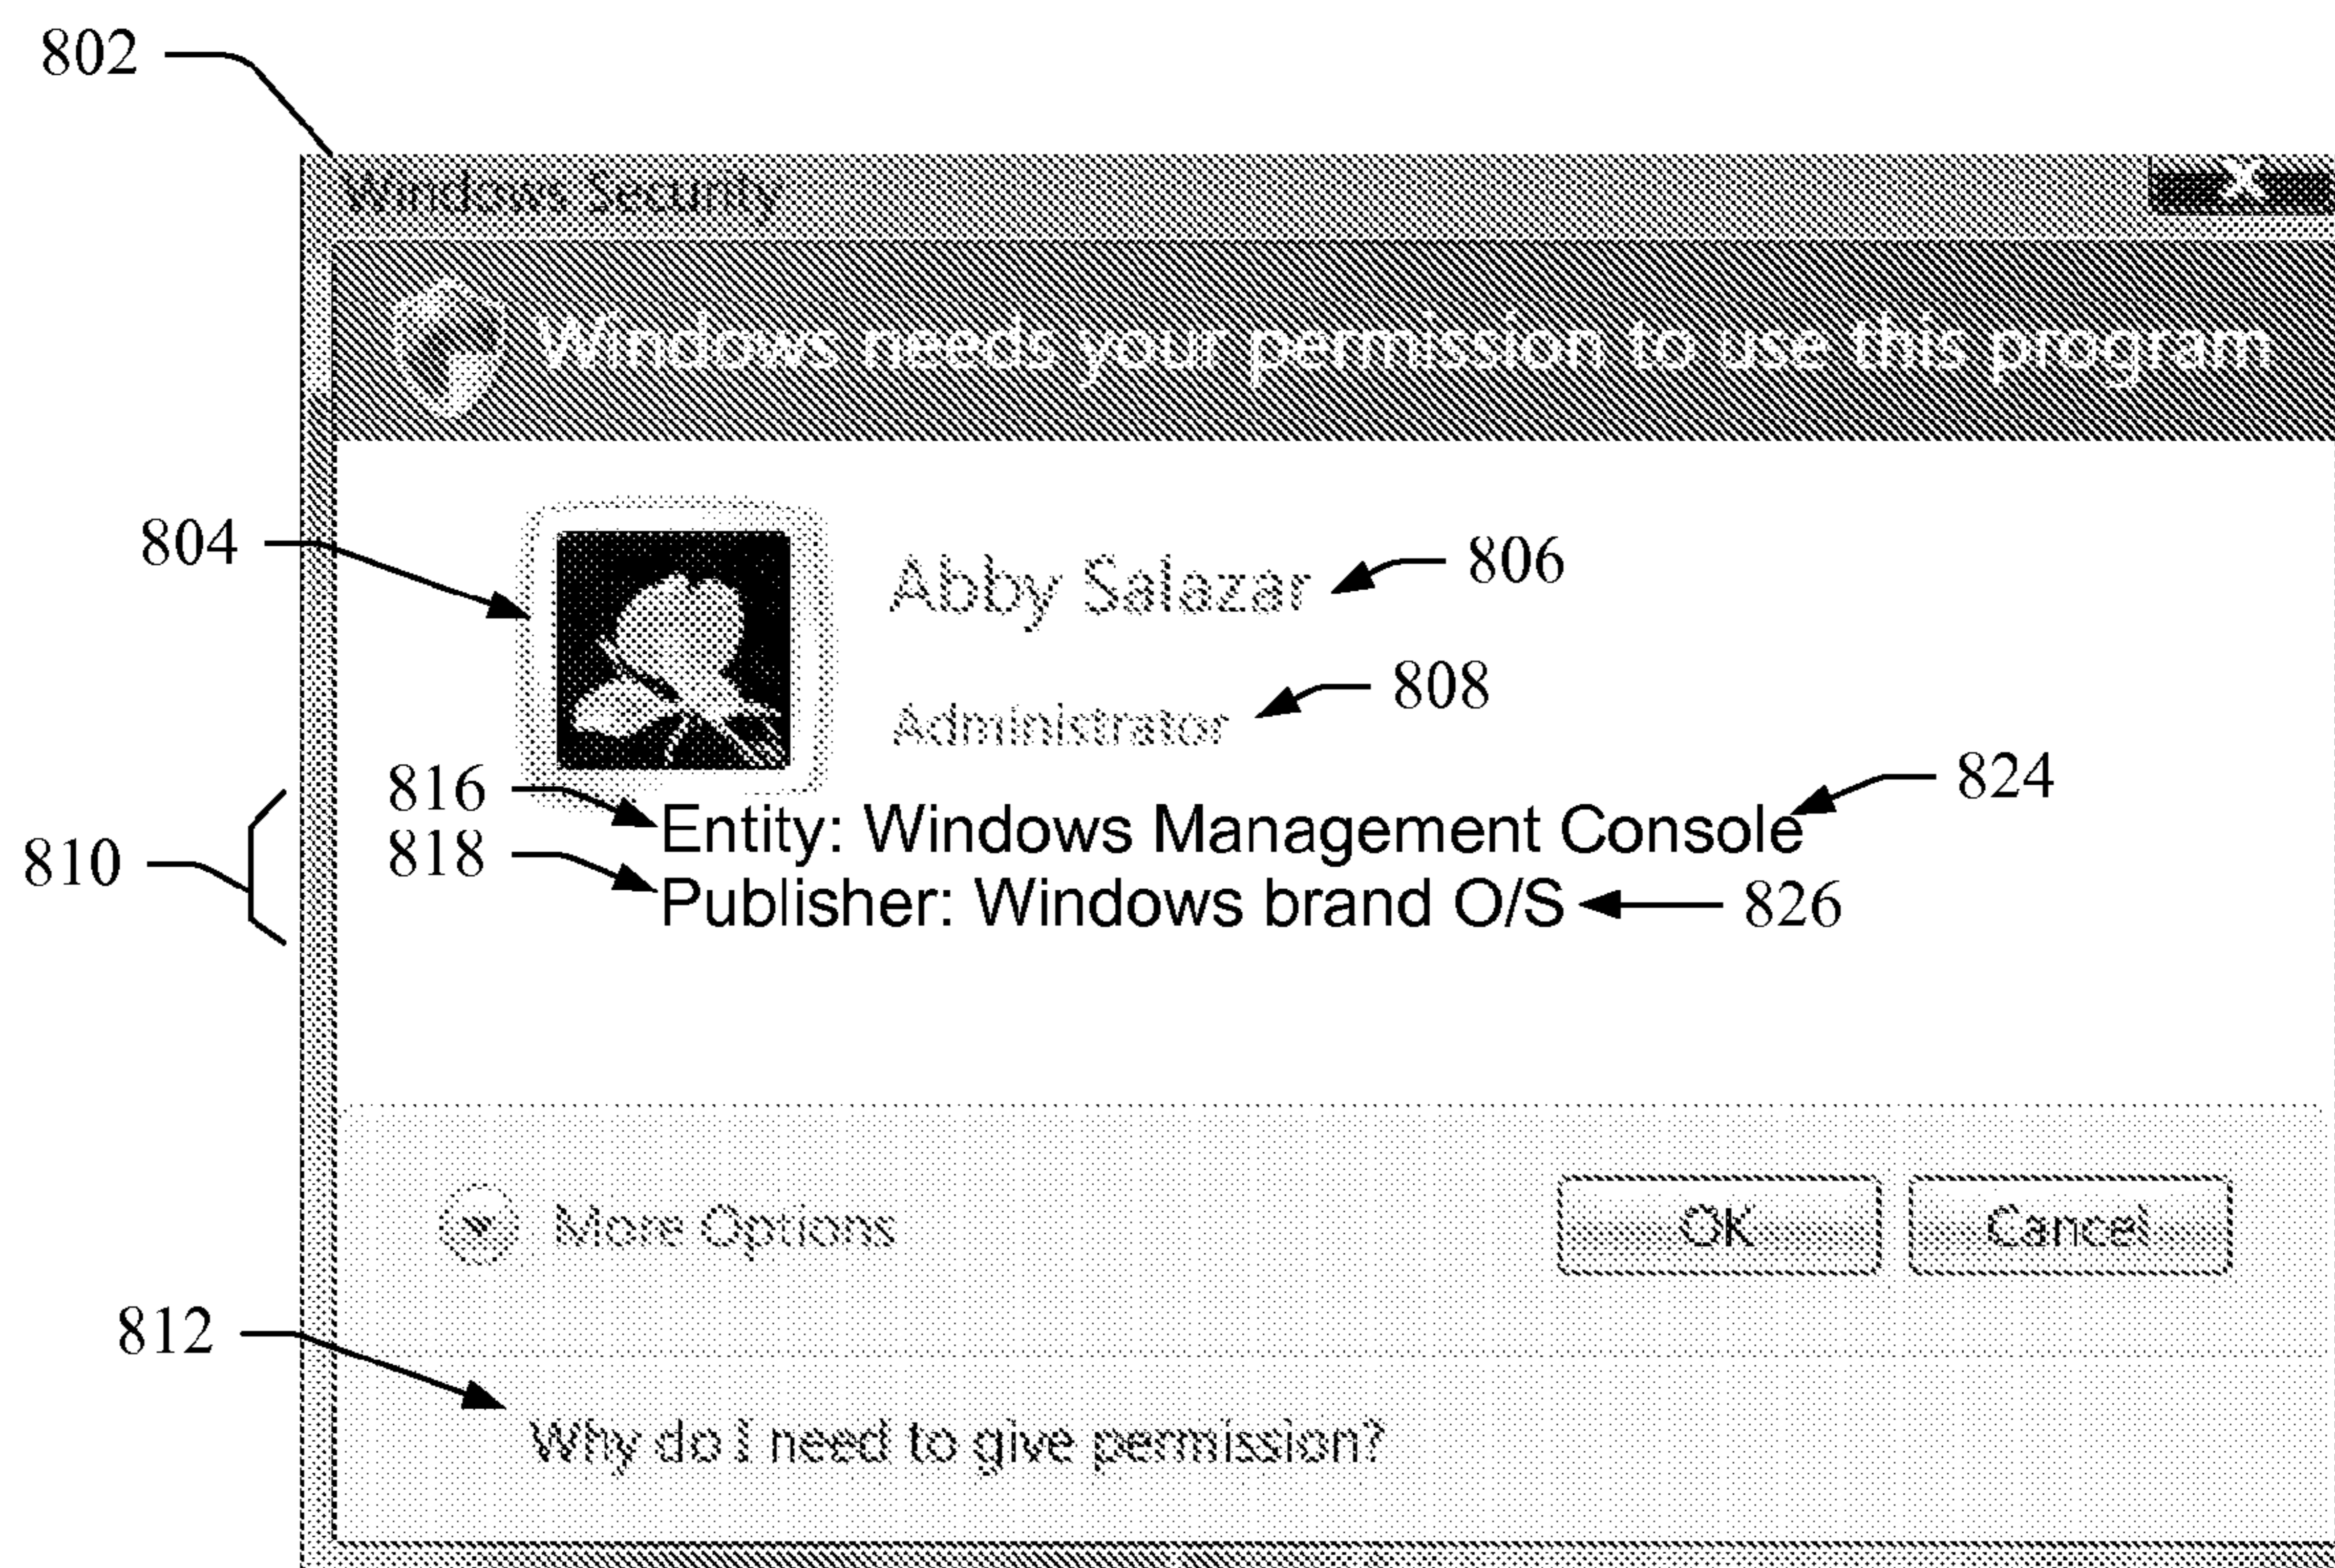 802
Windows Security
X
Windows needs your permission to use this program
804
Abby Salazar
806
Administrator
808
816
Entity: Windows Management Console
824
810
818
Publisher: Windows brand O/S
826
More Options
OK
Cancel
812
Why do I need to give permission?